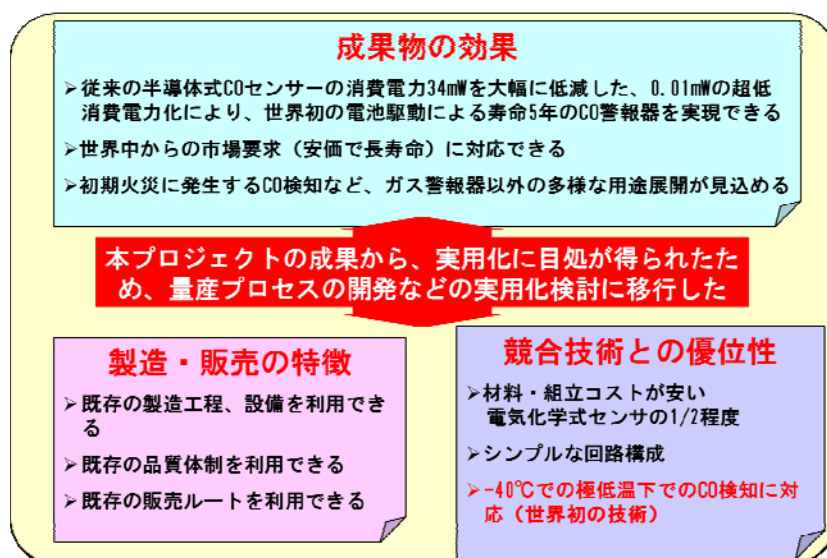 成果物の効果
➢従来の半導体式COセンサーの消費電力34mWを大幅に低減した、0.01mWの超低
消費電力化により、世界初の電池駆動による寿命5年のCO警報器を実現できる
➢世界中からの市場要求（安価で長寿命）に対応できる
➢初期火災に発生するCO検知など、ガス警報器以外の多様な用途展開が見込める
本プロジェクトの成果から、実用化に目処が得られたた
め、量産プロセスの開発などの実用化検討に移行した
製造・販売の特徴
➢既存の製造工程、設備を利用でき
る
➢既存の品質体制を利用できる
➢既存の販売ルートを利用できる
競合技術との優位性
➢材料・組立コストが安い
電気化学式センサの1/2程度
➢シンプルな回路構成
➢-40℃での極低温下でのCO検知に対
応（世界初の技術）